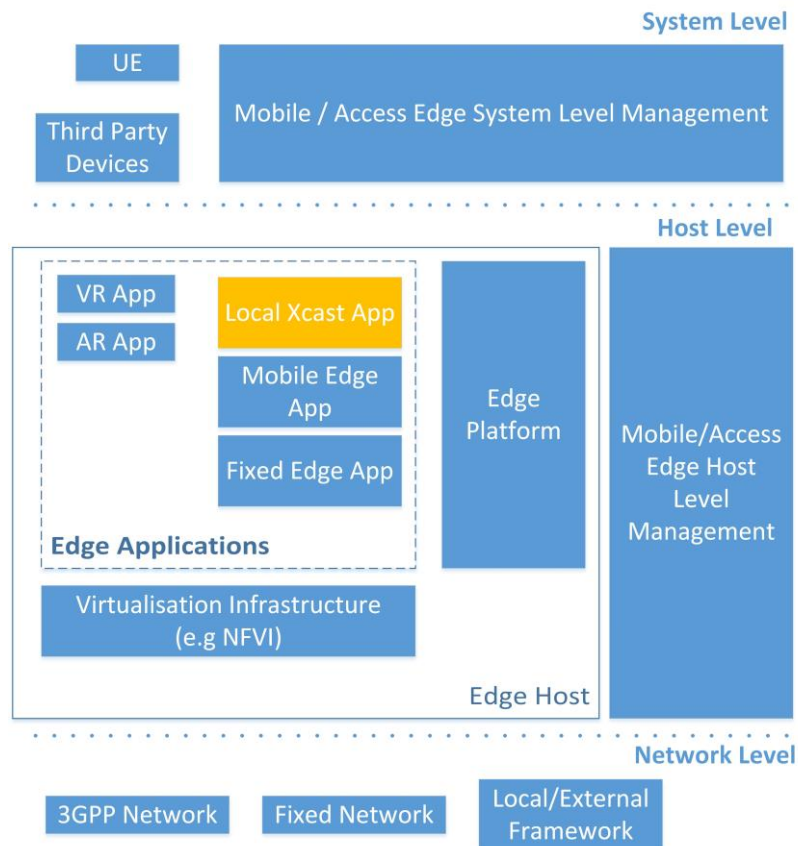 System Level
UE
Mobile / Access Edge System Level Management
Third Party
Devices
Host Level
VR App
AR App
Local Xcast App
Mobile Edge
App
Fixed Edge App
Edge Applications
Edge
Platform
Mobile/Access
Edge Host
Level
Management
Virtualisation Infrastructure
(e.g NFVI)
Edge Host
Network Level
3GPP Network
Fixed Network
Local/External
Framework